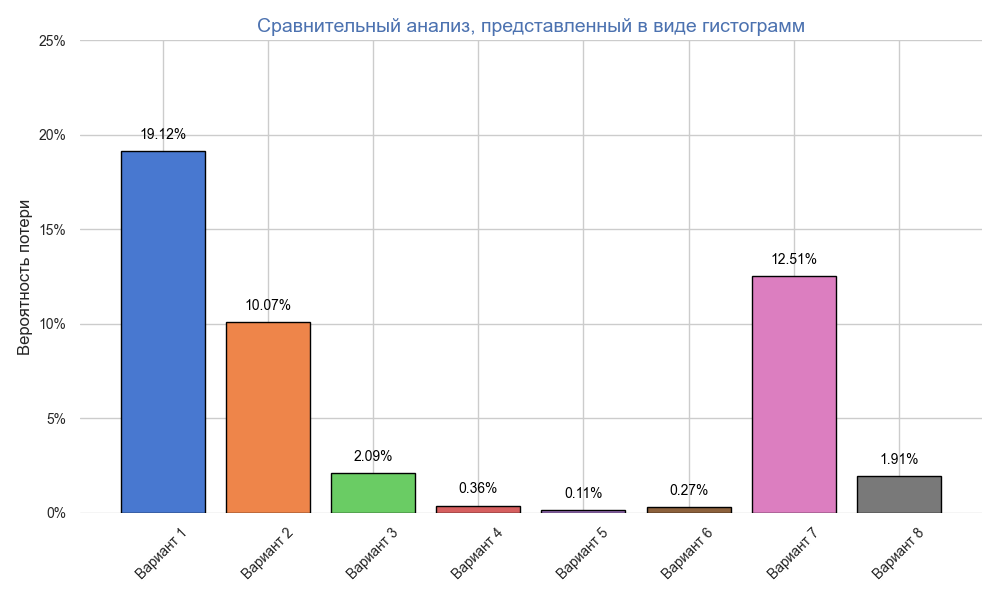 Сравнительный анализ, представленный в виде гистограмм
25%
20%
15%
10%
5%
0%
Вероятность потери
19.12%
10.07%
2.09%
0.36%
0.11%
0.27%
12.51%
1.91%
Вариант 1
Вариант 2
Вариант 3
Вариант 4
Вариант 5
Вариант 6
Вариант 7
Вариант 8